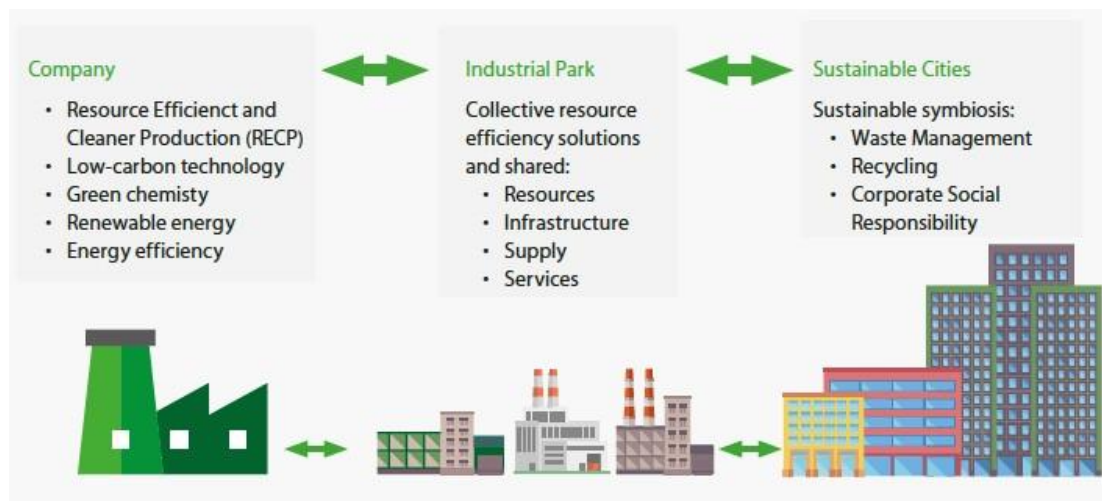 Company
• Resource Efficienct and
Cleaner Production (RECP)
• Low-carbon technology
• Green chemisty
• Renewable energy
• Energy efficiency
Industrial Park
Collective resource
efficiency solutions
and shared:
• Resources
• Infrastructure
• Supply
• Services
Sustainable Cities
Sustainable symbiosis:
• Waste Management
• Recycling
• Corporate Social
Responsibility